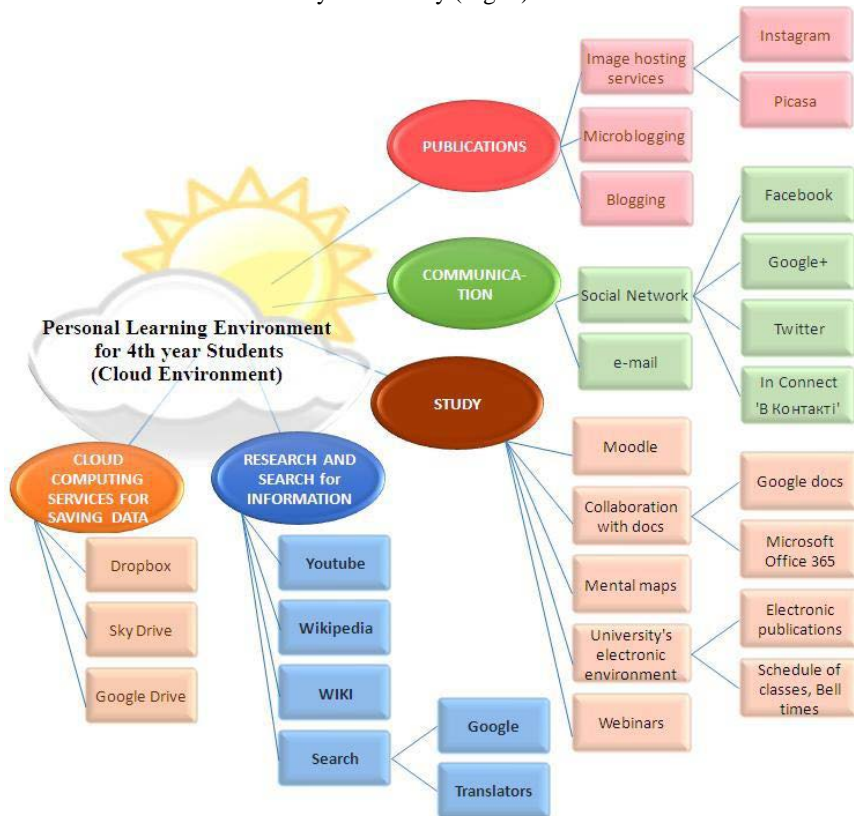 PUBLICATIONS
Image hosting
services
Instagram
Picasa
Microblogging
Blogging
COMMUNICA-
TION
Social Network
Facebook
Google+
Twitter
In Connect
'В Контакті'
e-mail
Personal Learning Environment
for 4th year Students
(Cloud Environment)
STUDY
Moodle
Collaboration
with docs
Google docs
Microsoft
Office 365
Mental maps
University's
electronic
environment
Electronic
publications
Schedule of
classes, Bell
times
Webinars
CLOUD
COMPUTING
SERVICES FOR
SAVING DATA
Dropbox
Sky Drive
Google Drive
RESEARCH AND
SEARCH for
INFORMATION
Youtube
Wikipedia
WIKI
Search
Google
Translators